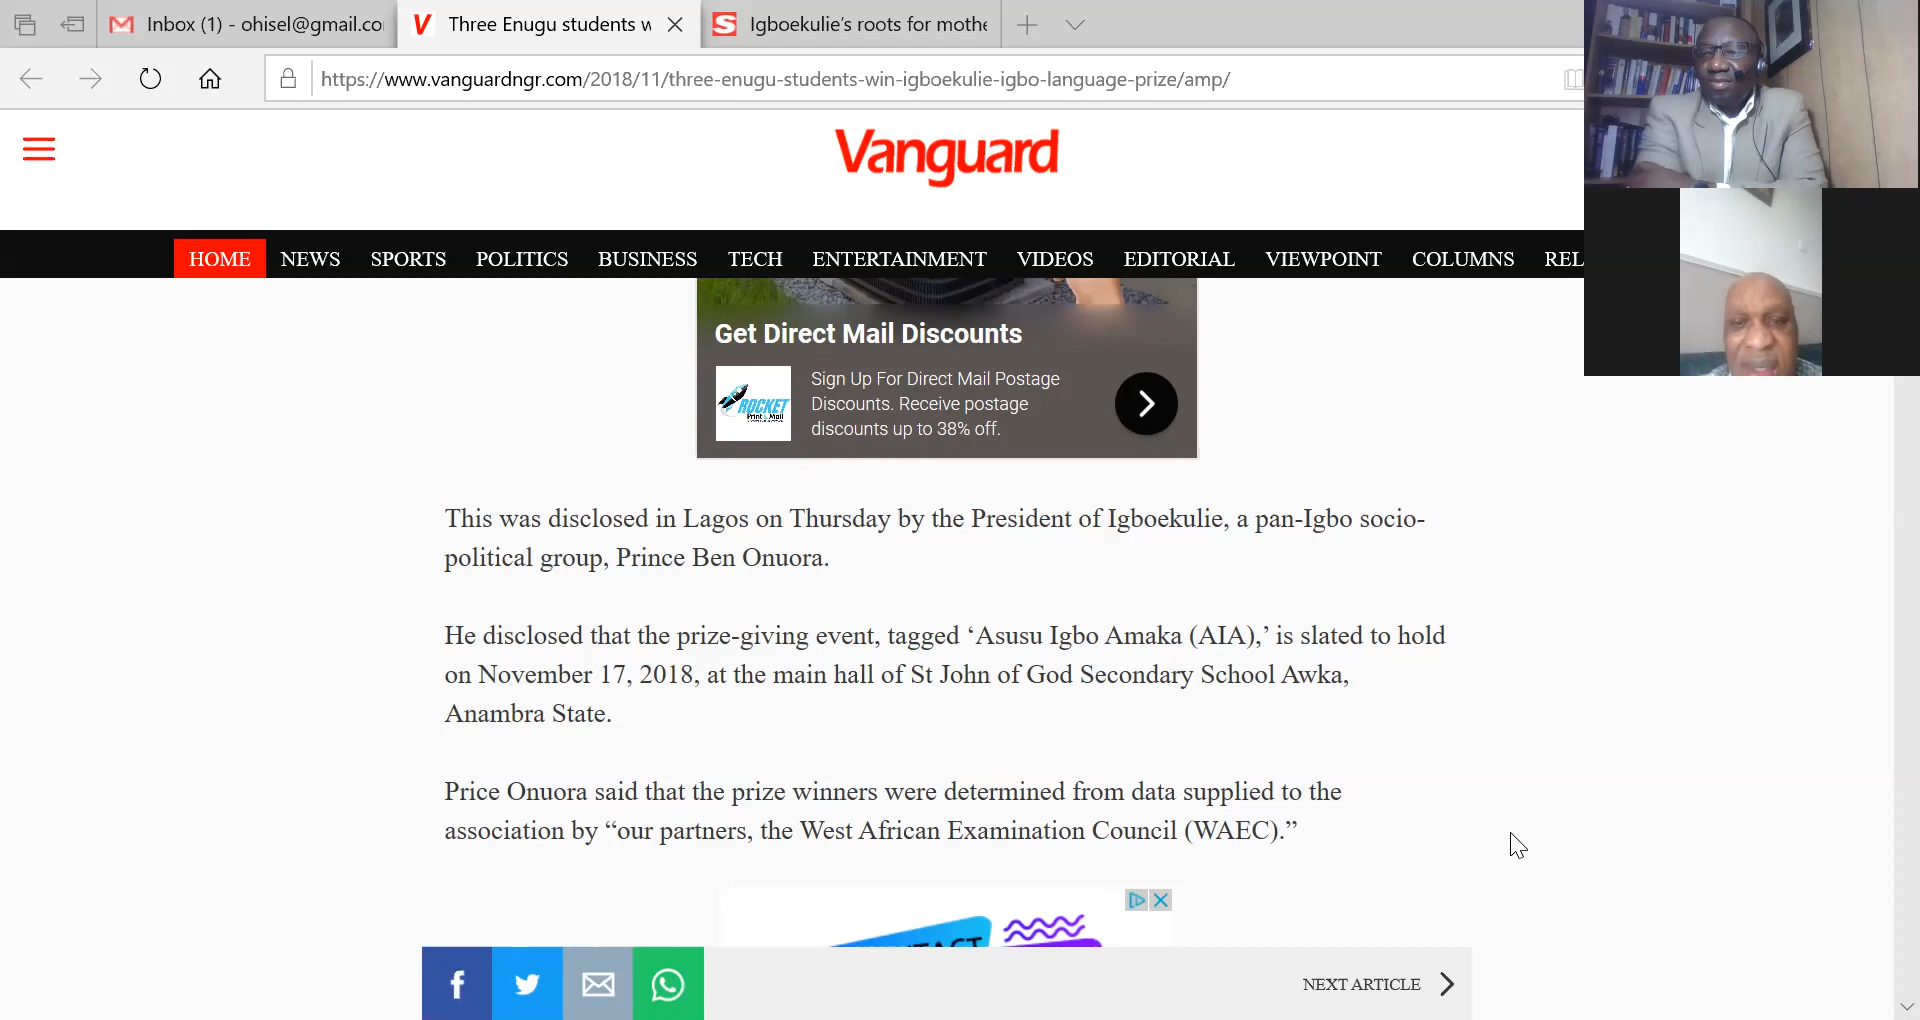 Inbox (1) - ohisel@gmail.co
Three Enugu students w
Igboekulie's roots for mothe
https://www.vanguardngr.com/2018/11/three-enugu-students-win-igboekulie-igbo-language-prize/amp/
Vanguard
HOME NEWS SPORTS POLITICS BUSINESS TECH ENTERTAINMENT VIDEOS EDITORIAL VIEWPOINT COLUMNS REL
Get Direct Mail Discounts
ROCKET
Print & Mail
Sign Up For Direct Mail Postage
Discounts. Receive postage
discounts up to 38% off.
This was disclosed in Lagos on Thursday by the President of Igboekulie, a pan-Igbo socio-
political group, Prince Ben Onuora.
He disclosed that the prize-giving event, tagged ‘Asusu Igbo Amaka (AIA),’ is slated to hold
on November 17, 2018, at the main hall of St John of God Secondary School Awka,
Anambra State.
Price Onuora said that the prize winners were determined from data supplied to the
association by “our partners, the West African Examination Council (WAEC).”
NEXT ARTICLE